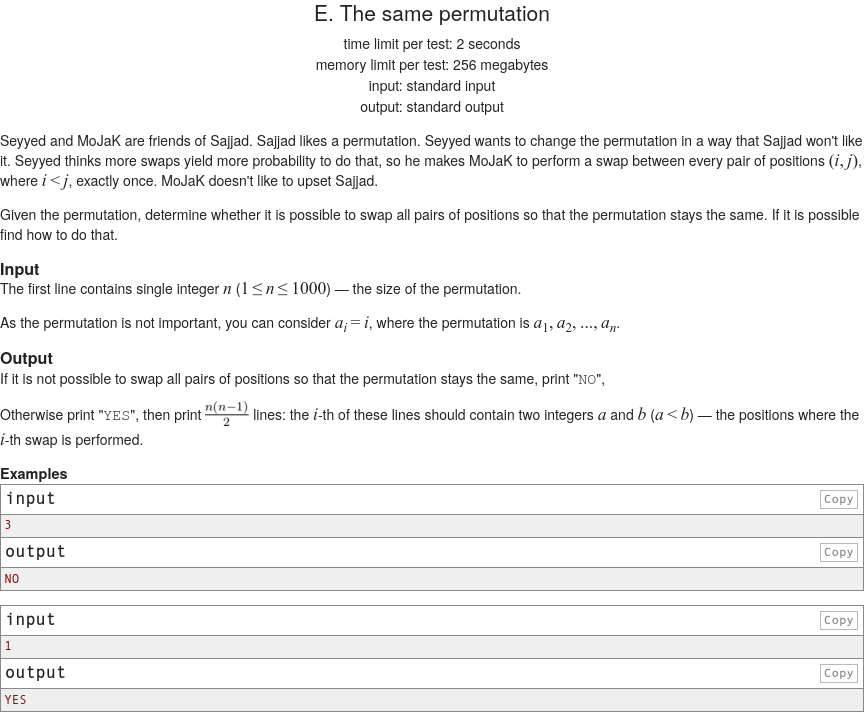 E. The same permutation
time limit per test: 2 seconds
memory limit per test: 256 megabytes
input: standard input
output: standard output
Seyyed and MoJaK are friends of Sajjad. Sajjad likes a permutation. Seyyed wants to change the permutation in a way that Sajjad won't like
it. Seyyed thinks more swaps yield more probability to do that, so he makes MoJaK to perform a swap between every pair of positions (i, j),
where i < j, exactly once. MoJaK doesn't like to upset Sajjad.
Given the permutation, determine whether it is possible to swap all pairs of positions so that the permutation stays the same. If it is possible
find how to do that.
Input
The first line contains single integer n (1 ≤ n ≤ 1000) — the size of the permutation.
As the permutation is not important, you can consider a_i = i, where the permutation is a_1, a_2, ..., a_n.
Output
If it is not possible to swap all pairs of positions so that the permutation stays the same, print "NO",
Otherwise print "YES", then print n(n−1)/2 lines: the i-th of these lines should contain two integers a and b (a < b) — the positions where the
i-th swap is performed.
Examples
input Copy
3
output Copy
NO
input Copy
1
output Copy
YES